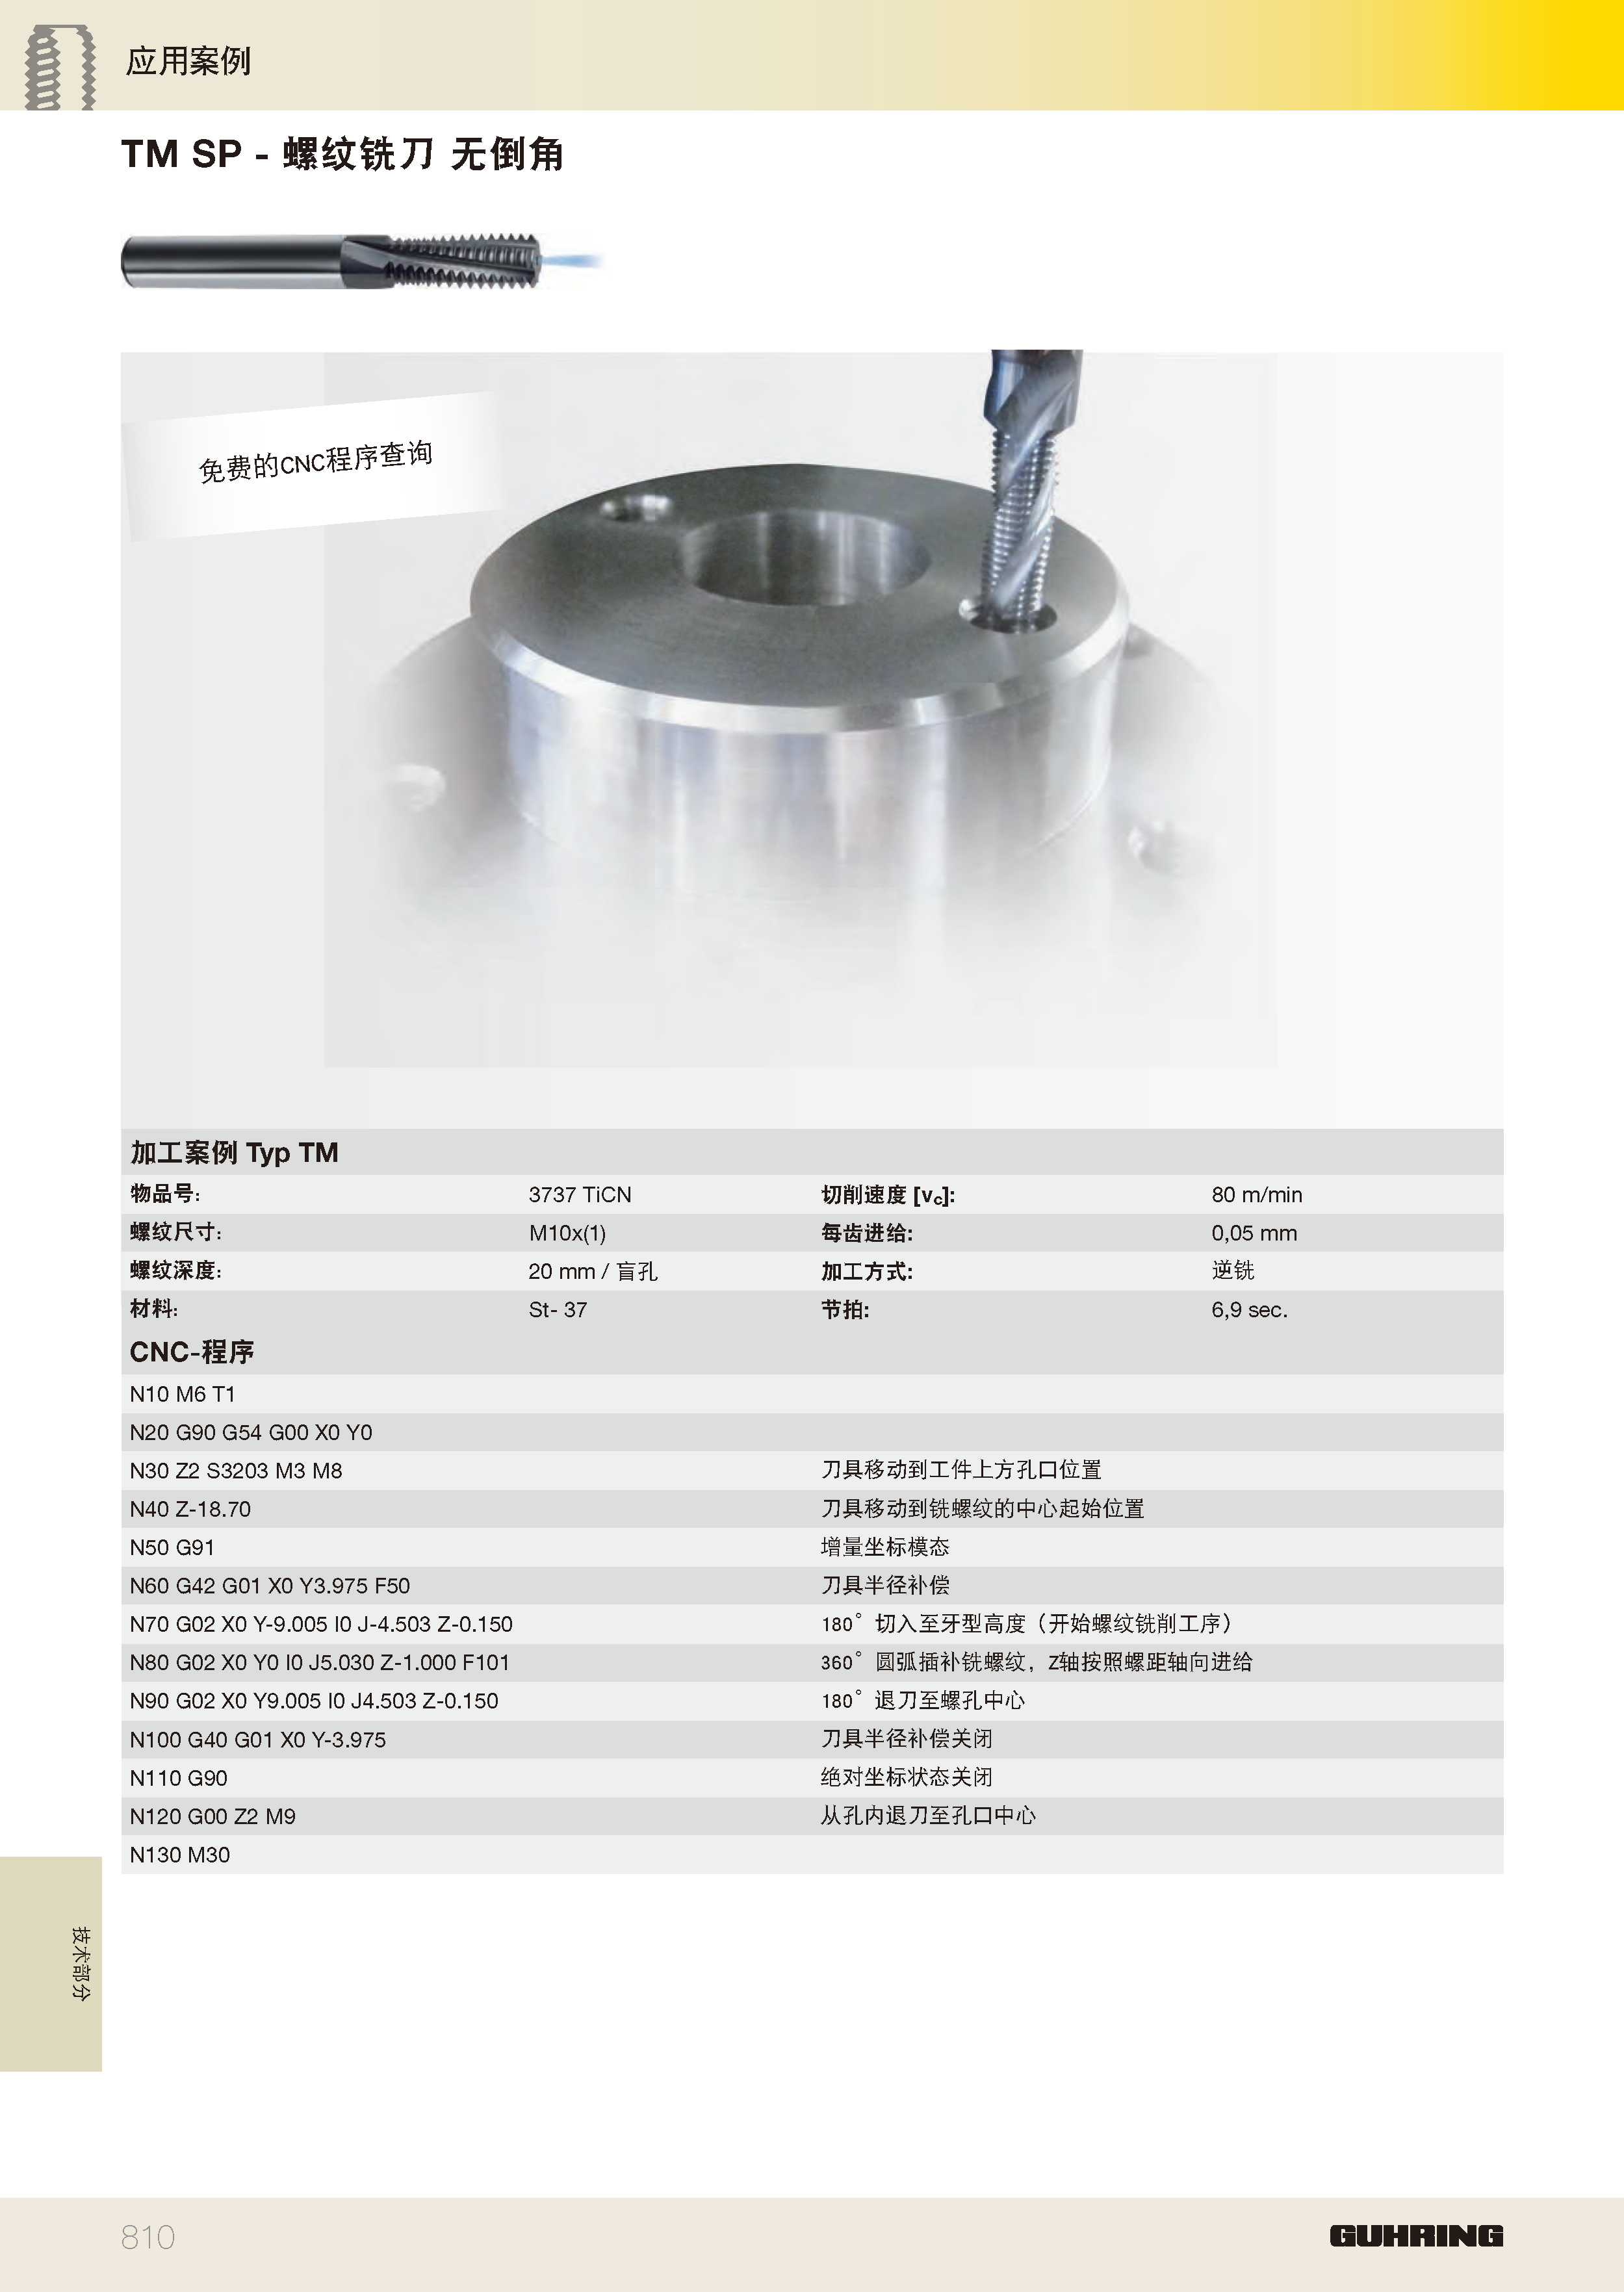 应用案例
TM SP - 螺纹铣刀 无倒角
免费的CNC程序查询
加工案例 Typ TM
物品号: 3737 TiCN 切削速度 [vc]: 80 m/min
螺纹尺寸: M10x(1) 每齿进给: 0,05 mm
螺纹深度: 20 mm / 盲孔 加工方式: 逆铣
材料: St- 37 节拍: 6,9 sec.
CNC-程序
N10 M6 T1
N20 G90 G54 G00 X0 Y0
N30 Z2 S3203 M3 M8 刀具移动到工件上方孔口位置
N40 Z-18.70 刀具移动到铣螺纹的中心起始位置
N50 G91 增量坐标模态
N60 G42 G01 X0 Y3.975 F50 刀具半径补偿
N70 G02 X0 Y-9.005 I0 J-4.503 Z-0.150 180°切入至牙型高度（开始螺纹铣削工序）
N80 G02 X0 Y0 I0 J5.030 Z-1.000 F101 360°圆弧插补铣螺纹，Z轴按照螺距轴向进给
N90 G02 X0 Y9.005 I0 J4.503 Z-0.150 180°退刀至螺孔中心
N100 G40 G01 X0 Y-3.975 刀具半径补偿关闭
N110 G90 绝对坐标状态关闭
N120 G00 Z2 M9 从孔内退刀至孔口中心
N130 M30
技术部分
810
GUHRING